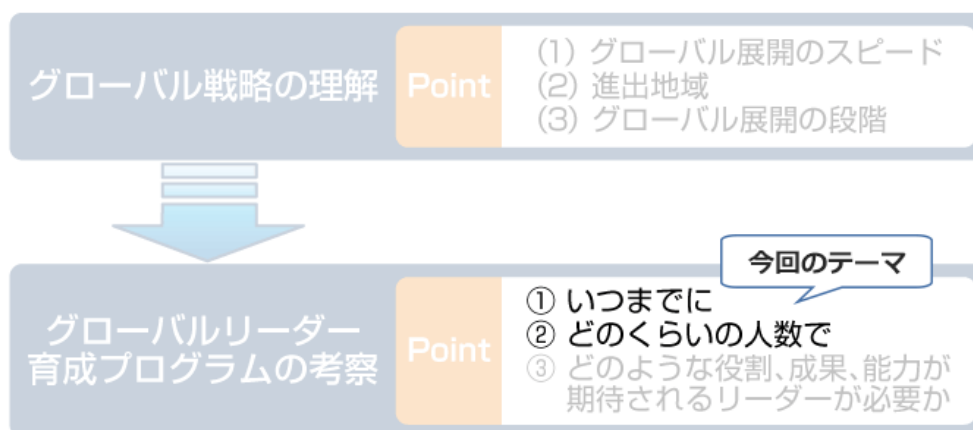 グローバル戦略の理解
Point
(1) グローバル展開のスピード
(2) 進出地域
(3) グローバル展開の段階
今回のテーマ
グローバルリーダー
育成プログラムの考察
Point
① いつまでに
② どのくらいの人数で
③ どのような役割、成果、能力が
期待されるリーダーが必要か